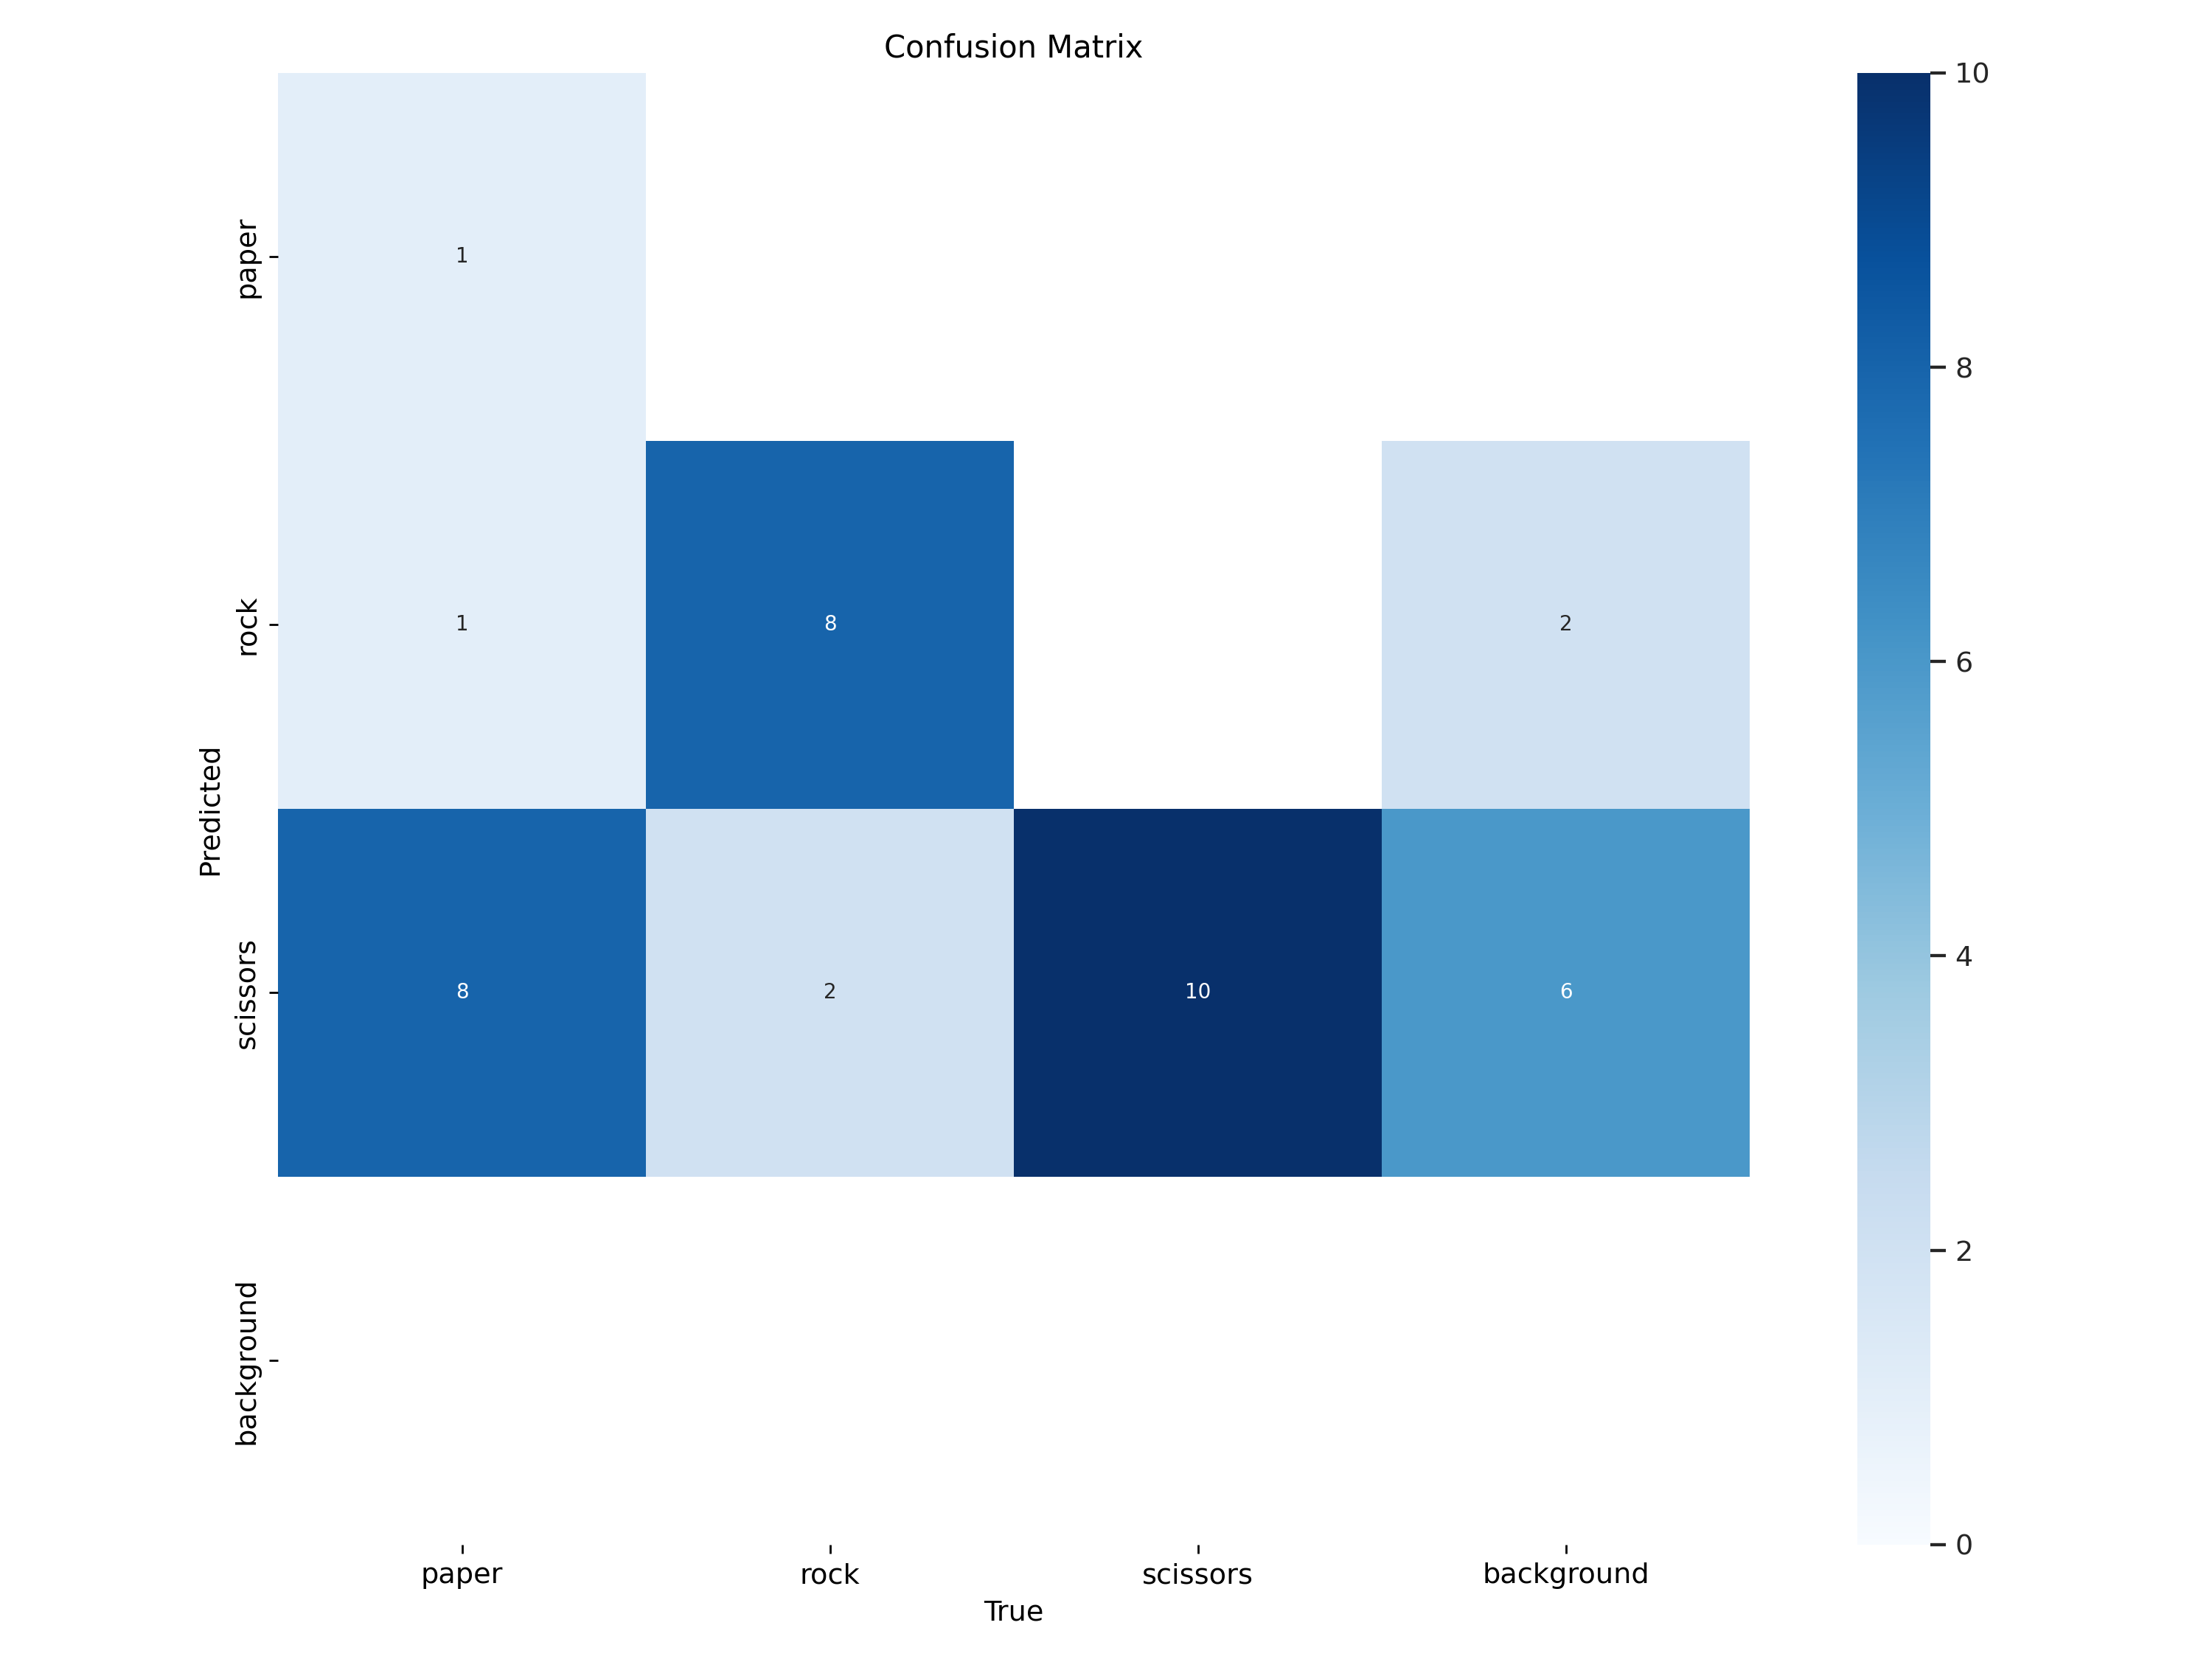 Confusion Matrix
10
8
6
4
2
0
paper
rock
scissors
background
Predicted
1
1
8
2
8
2
10
6
paper
rock
scissors
background
True